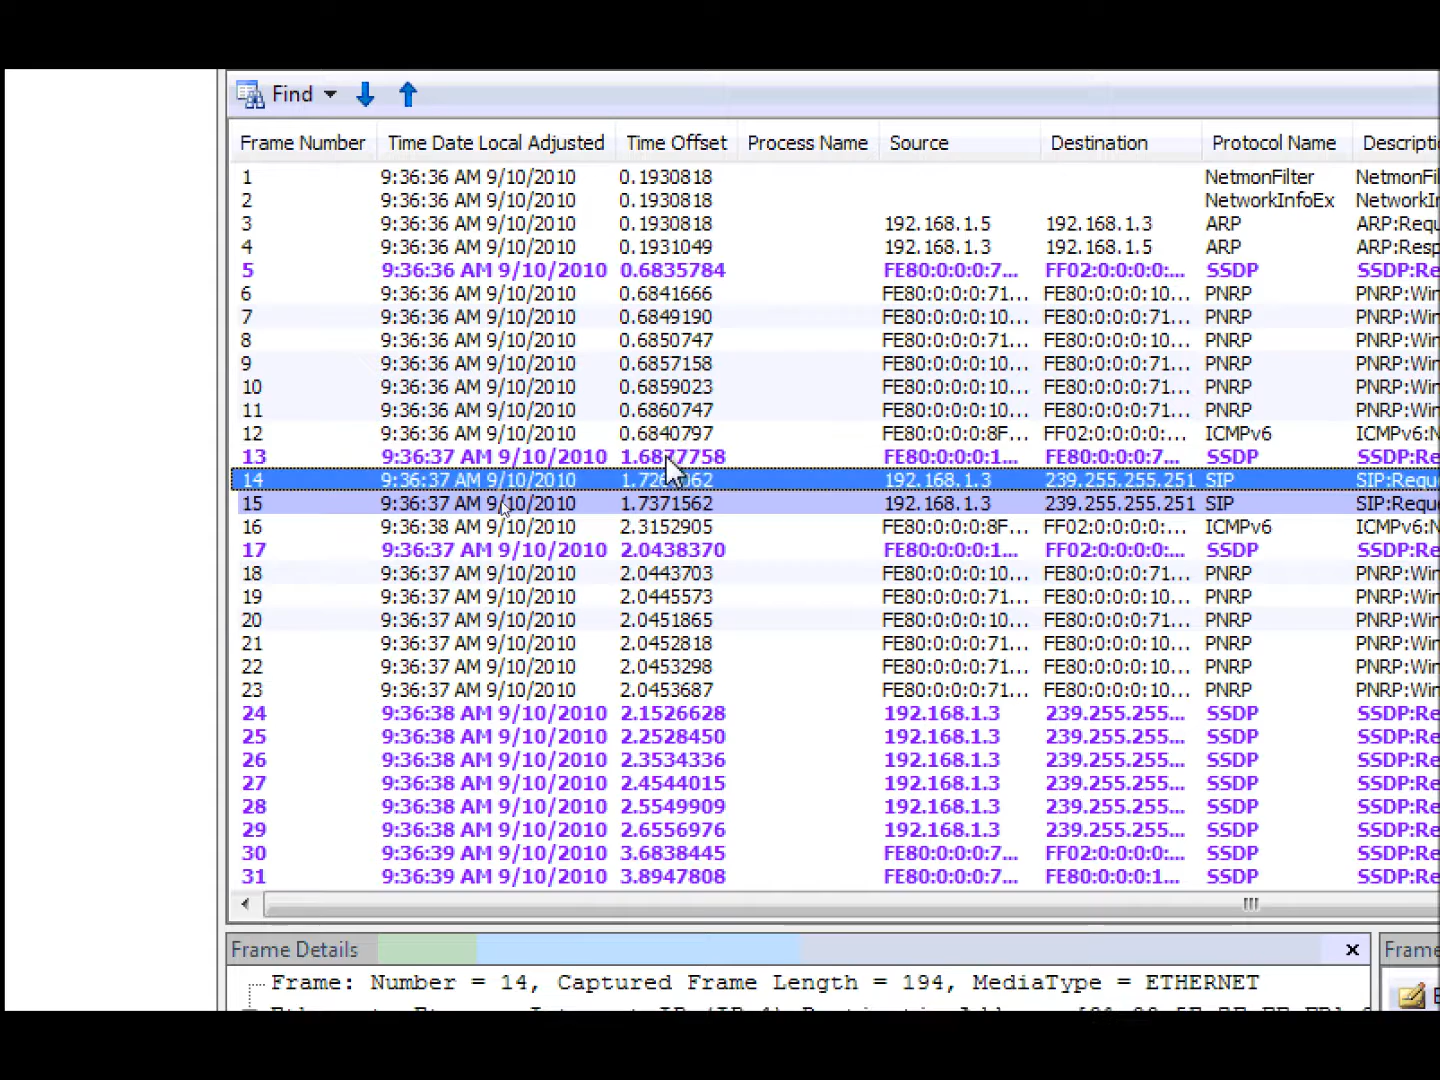 Find
Frame Number Time Date Local Adjusted Time Offset Process Name Source Destination Protocol Name Descripti
1 9:36:36 AM 9/10/2010 0.1930818 NetmonFilter NetmonFil
2 9:36:36 AM 9/10/2010 0.1930818 NetworkInfoEx NetworkIn
3 9:36:36 AM 9/10/2010 0.1930818 192.168.1.5 192.168.1.3 ARP ARP:Requ
4 9:36:36 AM 9/10/2010 0.1931049 192.168.1.3 192.168.1.5 ARP ARP:Resp
5 9:36:36 AM 9/10/2010 0.6835784 FE80:0:0:0:7... FF02:0:0:0:0:... SSDP SSDP:Re
6 9:36:36 AM 9/10/2010 0.6841666 FE80:0:0:0:71... FE80:0:0:0:10... PNRP PNRP:Win
7 9:36:36 AM 9/10/2010 0.6849190 FE80:0:0:0:10... FE80:0:0:0:71... PNRP PNRP:Win
8 9:36:36 AM 9/10/2010 0.6850747 FE80:0:0:0:71... FE80:0:0:0:10... PNRP PNRP:Win
9 9:36:36 AM 9/10/2010 0.6857158 FE80:0:0:0:10... FE80:0:0:0:71... PNRP PNRP:Win
10 9:36:36 AM 9/10/2010 0.6859023 FE80:0:0:0:10... FE80:0:0:0:71... PNRP PNRP:Win
11 9:36:36 AM 9/10/2010 0.6860747 FE80:0:0:0:10... FE80:0:0:0:71... PNRP PNRP:Win
12 9:36:36 AM 9/10/2010 0.6840797 FE80:0:0:0:8F... FF02:0:0:0:0:... ICMPv6 ICMPv6:N
13 9:36:37 AM 9/10/2010 FE80:0:0:0:1... FE80:0:0:0:7... SSDP SSDP:Re
14 9:36:37 AM 9/10/2010 192.168.1.3 239.255.255.251 SIP SIP:Reque
15 9:36:37 AM 9/10/2010 1.7371562 192.168.1.3 239.255.255.251 SIP SIP:Reque
16 9:36:38 AM 9/10/2010 2.3152905 FE80:0:0:0:8F... FF02:0:0:0:0:... ICMPv6 ICMPv6:N
17 9:36:37 AM 9/10/2010 2.0438370 FE80:0:0:0:1... FF02:0:0:0:0:... SSDP SSDP:Re
18 9:36:37 AM 9/10/2010 2.0443703 FE80:0:0:0:10... FE80:0:0:0:71... PNRP PNRP:Win
19 9:36:37 AM 9/10/2010 2.0445573 FE80:0:0:0:71... FE80:0:0:0:10... PNRP PNRP:Win
20 9:36:37 AM 9/10/2010 2.0451865 FE80:0:0:0:10... FE80:0:0:0:71... PNRP PNRP:Win
21 9:36:37 AM 9/10/2010 2.0452818 FE80:0:0:0:71... FE80:0:0:0:10... PNRP PNRP:Win
22 9:36:37 AM 9/10/2010 2.0453298 FE80:0:0:0:71... FE80:0:0:0:10... PNRP PNRP:Win
23 9:36:37 AM 9/10/2010 2.0453687 FE80:0:0:0:71... FE80:0:0:0:10... PNRP PNRP:Win
24 9:36:38 AM 9/10/2010 2.1526628 192.168.1.3 239.255.255... SSDP SSDP:Re
25 9:36:38 AM 9/10/2010 2.2528450 192.168.1.3 239.255.255... SSDP SSDP:Re
26 9:36:38 AM 9/10/2010 2.3534336 192.168.1.3 239.255.255... SSDP SSDP:Re
27 9:36:38 AM 9/10/2010 2.4544015 192.168.1.3 239.255.255... SSDP SSDP:Re
28 9:36:38 AM 9/10/2010 2.5549909 192.168.1.3 239.255.255... SSDP SSDP:Re
29 9:36:38 AM 9/10/2010 2.6556976 192.168.1.3 239.255.255... SSDP SSDP:Re
30 9:36:39 AM 9/10/2010 3.6838445 FE80:0:0:0:7... FF02:0:0:0:0:... SSDP SSDP:Re
31 9:36:39 AM 9/10/2010 3.8947808 FE80:0:0:0:7... FE80:0:0:0:1... SSDP SSDP:Re
Frame Details Frame
Frame: Number = 14, Captured Frame Length = 194, MediaType = ETHERNET